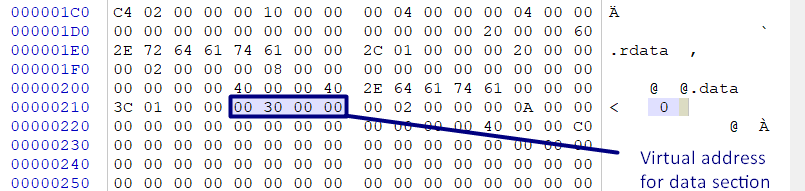 000001C0 C4 02 00 00 00 10 00 00 00 04 00 00 00 04 00 00 Ä
000001D0 00 00 00 00 00 00 00 00 00 00 00 00 20 00 00 60 `
000001E0 2E 72 64 61 74 61 00 00 2C 01 00 00 00 20 00 00 .rdata ,
000001F0 00 02 00 00 00 08 00 00 00 00 00 00 00 00 00 00
00000200 00 00 00 00 40 00 00 40 2E 64 61 74 61 00 00 00 @ @.data
00000210 3C 01 00 00 00 30 00 00 00 02 00 00 00 0A 00 00 < 0
00000220 00 00 00 00 00 00 00 00 00 00 00 00 40 00 00 C0 @ À
00000230 00 00 00 00 00 00 00 00 00 00 00 00 00 00 00 00
00000240 00 00 00 00 00 00 00 00 00 00 00 00 00 00 00 00
00000250 00 00 00 00 00 00 00 00 00 00 00 00 00 00 00 00
Virtual address
for data section